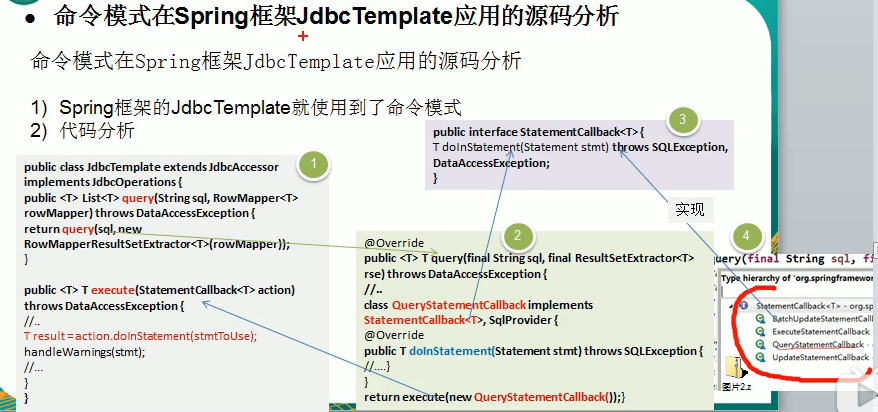 命令模式在Spring框架JdbcTemplate应用的源码分析
命令模式在Spring框架JdbcTemplate应用的源码分析
1) Spring框架的JdbcTemplate就使用到了命令模式
2) 代码分析
1
public class JdbcTemplate extends JdbcAccessor
implements JdbcOperations {
public <T> List<T> query(String sql, RowMapper<T>
rowMapper) throws DataAccessException {
return query(sql, new
RowMapperResultSetExtractor<T>(rowMapper));
}
public <T> T execute(StatementCallback<T> action)
throws DataAccessException {
//..
T result = action.doInStatement(stmtToUse);
handleWarnings(stmt);
//...
}
}
2
@Override
public <T> T query(final String sql, final ResultSetExtractor<T>
rse) throws DataAccessException {
//..
class QueryStatementCallback implements
StatementCallback<T>, SqlProvider {
@Override
public T doInStatement(Statement stmt) throws SQLException {
//....}
}
return execute(new QueryStatementCallback());}
3
public interface StatementCallback<T> {
T doInStatement(Statement stmt) throws SQLException,
DataAccessException;
}
实现
4
query(final String sql, fi
Type hierarchy of 'org.springframew
StatementCallback<T> - org.sp
BatchUpdateStatementCall
ExecuteStatementCallback
QueryStatementCallback -
UpdateStatementCallback
图片2.z